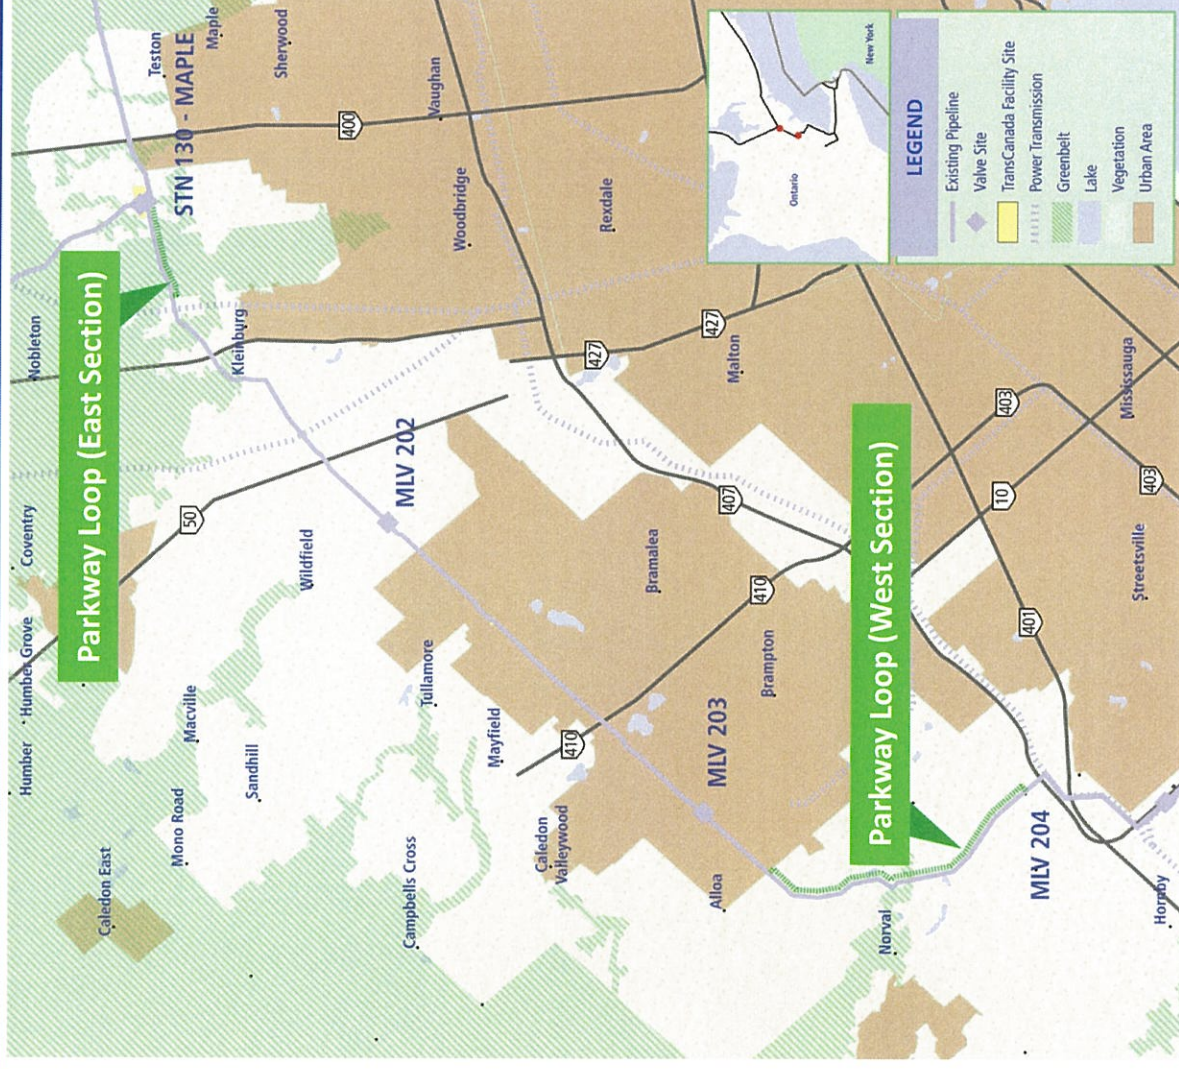 Nobleton
Teston
Maple
STN 130 - MAPLE
Sherwood
400
Vaughan
Parkway Loop (East Section)
Kleinburg
Woodbridge
Rexdale
Coventry
50
MLV 202
427
427
Malton
Humber Grove
Humber
Wildfield
407
Bramalea
410
Macville
Tullamore
Sandhill
Mayfield
410
Brampton
MLV 203
Mono Road
Caledon East
Campbells Cross
Caledon
Valleywood
Alloa
Norval
Parkway Loop (West Section)
403
10
403
Mississauga
401
Streetsville
MLV 204
Hornby
Ontario
New York
LEGEND
Existing Pipeline
Valve Site
TransCanada Facility Site
Power Transmission
Greenbelt
Lake
Vegetation
Urban Area